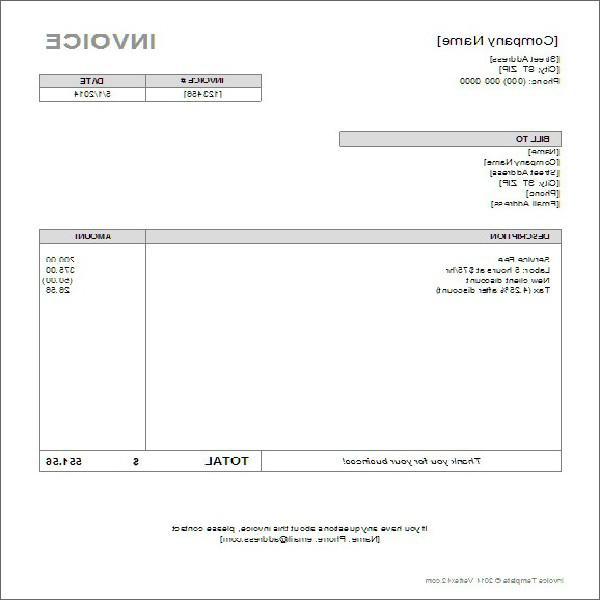 [Company Name] INVOICE
[Street Address]
[City, ST ZIP]
Phone: (000) 000-0000
INVOICE # DATE
[123456] 5/1/2014
BILL TO
[Name]
[Company Name]
[Street Address]
[City, ST ZIP]
[Phone]
[Email Address]
DESCRIPTION AMOUNT
Service Fee 200.00
Labor: 5 hours at $75/hr 375.00
New client discount (50.00)
Tax (4.25% after discount) 26.56
Thank you for your business! TOTAL $ 551.56
If you have any questions about this invoice, please contact
[Name, Phone, email@address.com]
Invoice Template © 2014 Vertex42.com